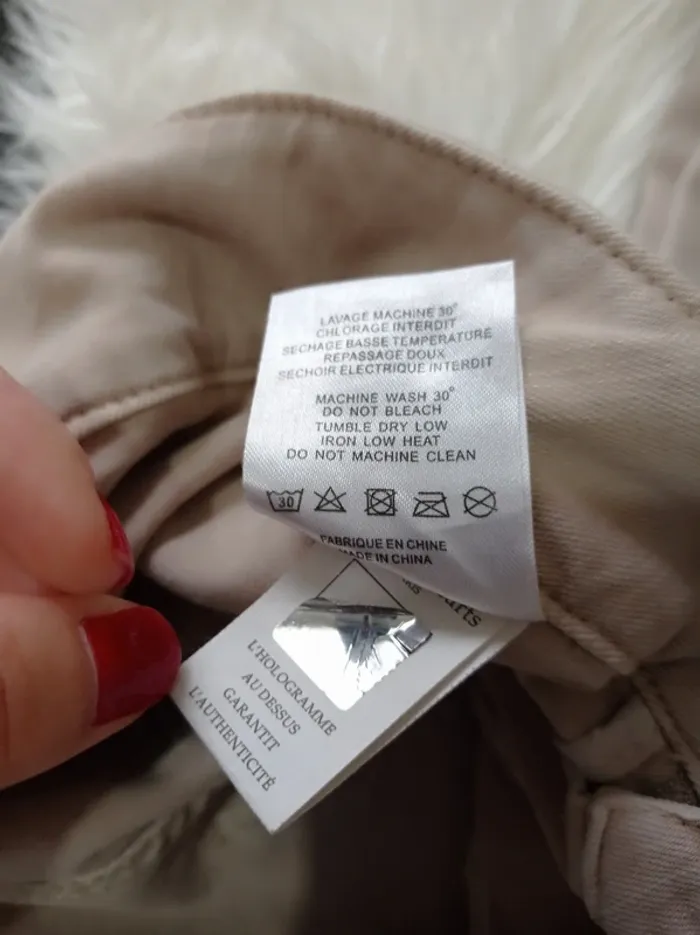 LAVAGE MACHINE 30°
CHLORAGE INTERDIT
SECHAGE BASSE TEMPERATURE
REPASSAGE DOUX
SECHOIR ELECTRIQUE INTERDIT
MACHINE WASH 30°
DO NOT BLEACH
TUMBLE DRY LOW
IRON LOW HEAT
DO NOT MACHINE CLEAN
30
FABRIQUE EN CHINE
MADE IN CHINA
L'HOLOGRAMME
AU DESSUS
GARANTIT
L'AUTHENTICITÉ